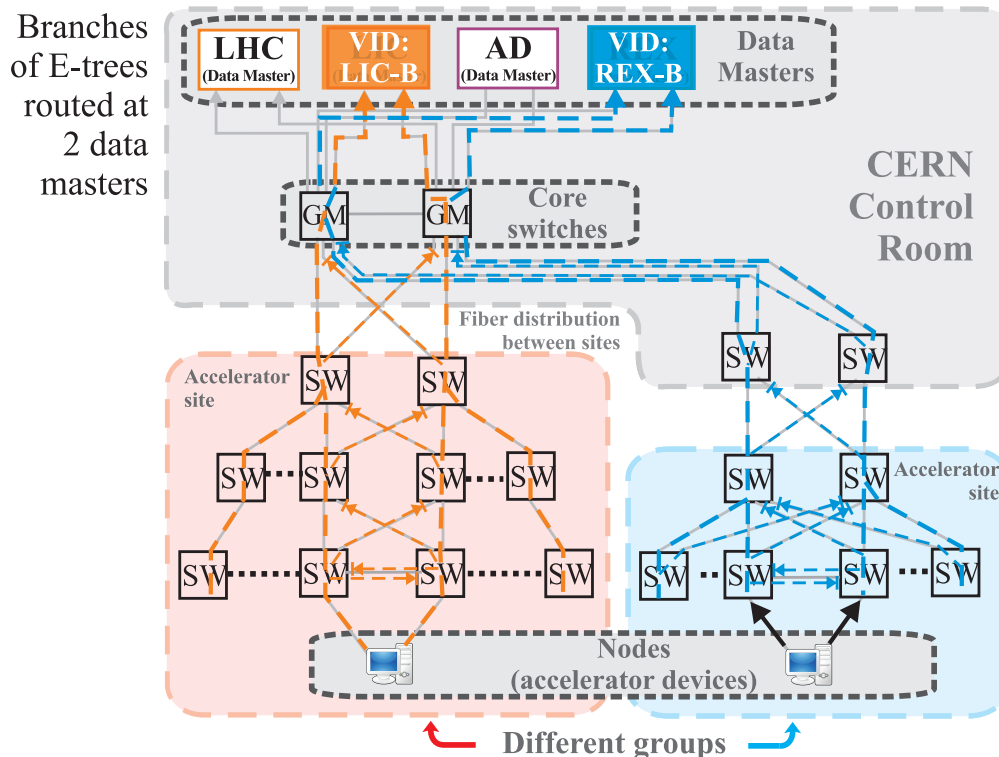 Branches
of E-trees
routed at
2 data
masters
LHC
(Data Master)
VID:
LIC-B
AD
(Data Master)
VID:
REX-B
Data
Masters
CERN
Control
Room
GM
GM
Core
switches
Fiber distribution
between sites
SW
SW
Accelerator
site
SW
SW
SW
SW
SW
SW
SW
SW
SW
SW
Accelerator
site
SW
SW
SW
SW
SW
SW
SW
SW
Nodes
(accelerator devices)
Different groups